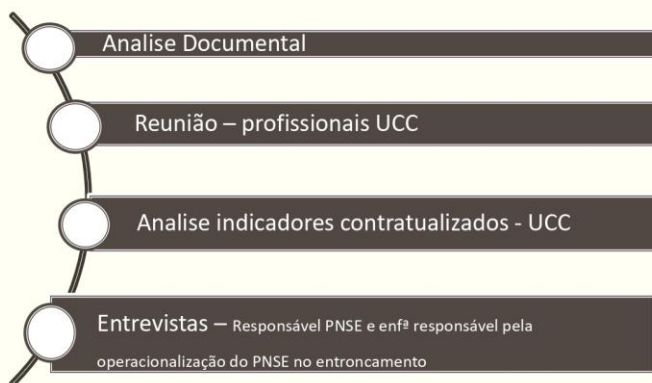 Analise Documental
Reunião – profissionais UCC
Analise indicadores contratualizados - UCC
Entrevistas – Responsável PNSE e enfª responsável pela
operacionalização do PNSE no entroncamento